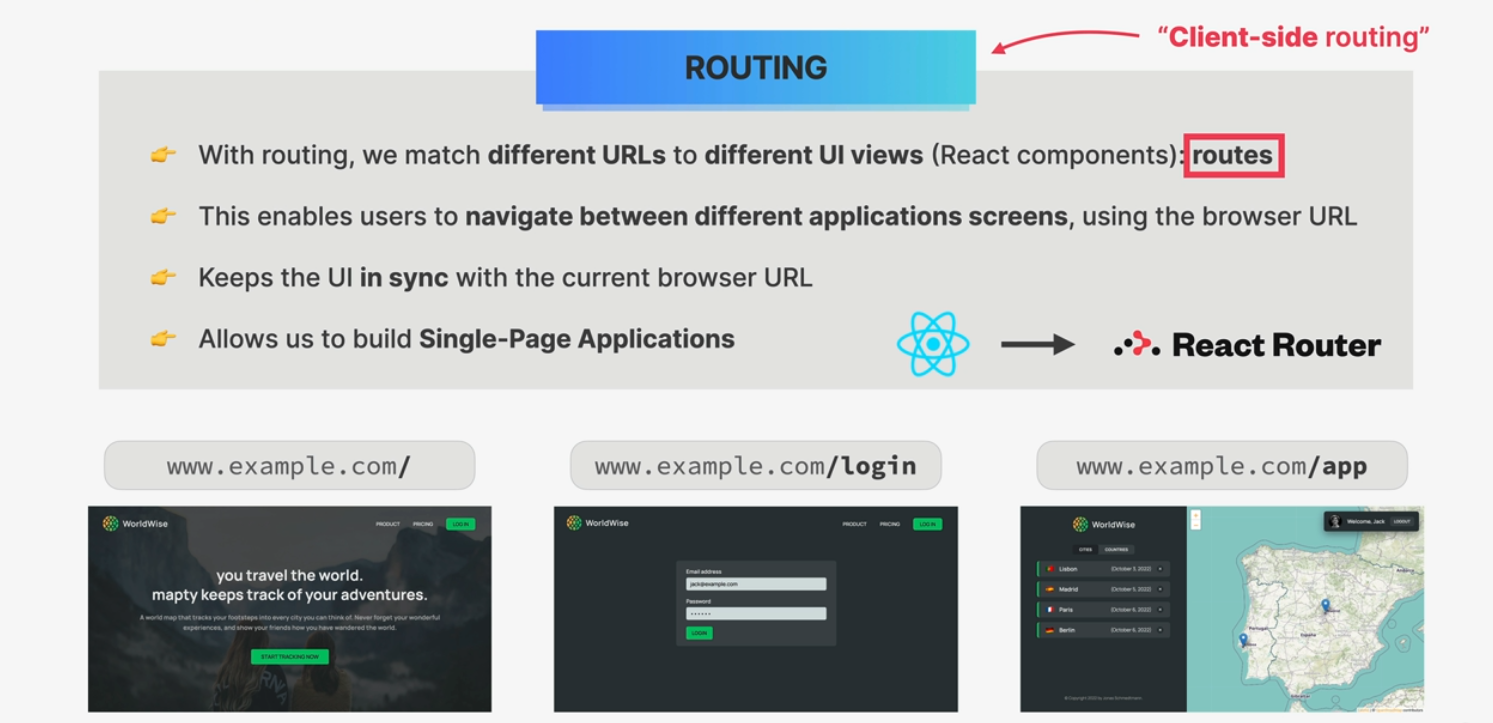 ROUTING
“Client-side routing”
👉 With routing, we match different URLs to different UI views (React components): routes
👉 This enables users to navigate between different applications screens, using the browser URL
👉 Keeps the UI in sync with the current browser URL
👉 Allows us to build Single-Page Applications
React Router
www.example.com/
WorldWise
PRODUCT PRICING LOG IN
you travel the world.
mapty keeps track of your adventures.
A world map that tracks your footsteps into every city you can think of. Never forget your wonderful
experiences, and show your friends how you have wandered the world.
START TRACKING NOW
www.example.com/login
WorldWise
PRODUCT PRICING LOG IN
Email address
jack@example.com
Password
LOGIN
www.example.com/app
WorldWise
CITIES COUNTRIES
Lisbon (October 3, 2022)
Madrid (October 5, 2022)
Paris (October 6, 2022)
Berlin (October 6, 2022)
© Copyright 2022 by Jonas Schmedtmann
Welcome, Jack LOGOUT
Portugal
España